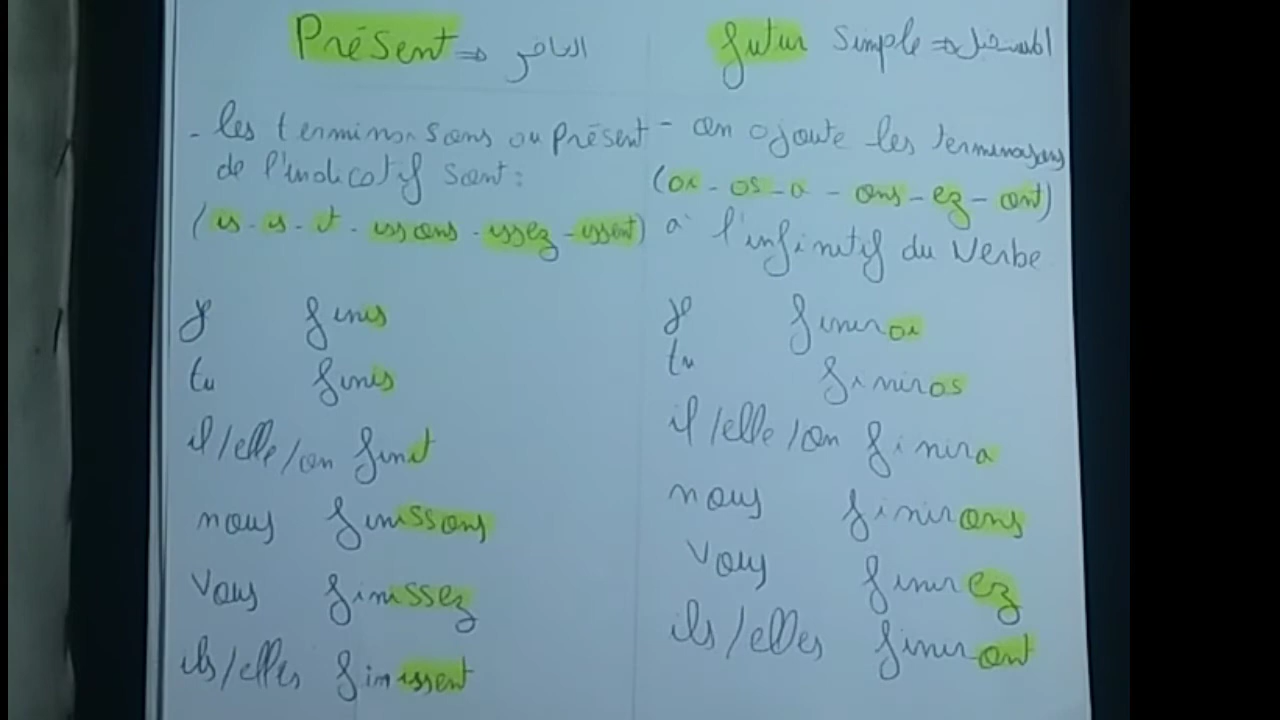 Présent ⇒ الحاضر
- les terminaisons au Présent
de l'indicatif sont :
(is - is - it - issons - issez - issent)
je finis
tu finis
il/elle/on finit
nous finissons
vous finissez
ils/elles finissent
futur simple ⇒ المستقبل
- on ajoute les terminaisons
(ai - as - a - ons - ez - ont)
à l'infinitif du Verbe
je finirai
tu finiras
il/elle/on finira
nous finirons
vous finirez
ils/elles finiront